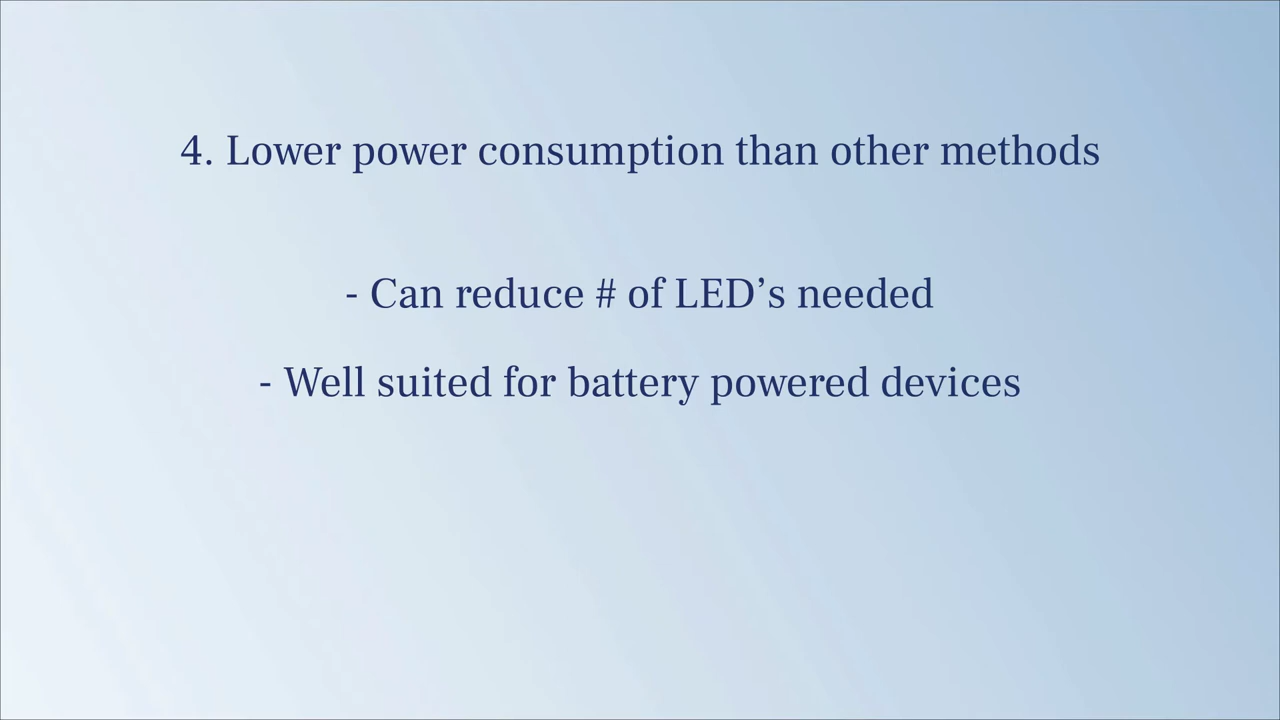 4. Lower power consumption than other methods
- Can reduce # of LED’s needed
- Well suited for battery powered devices